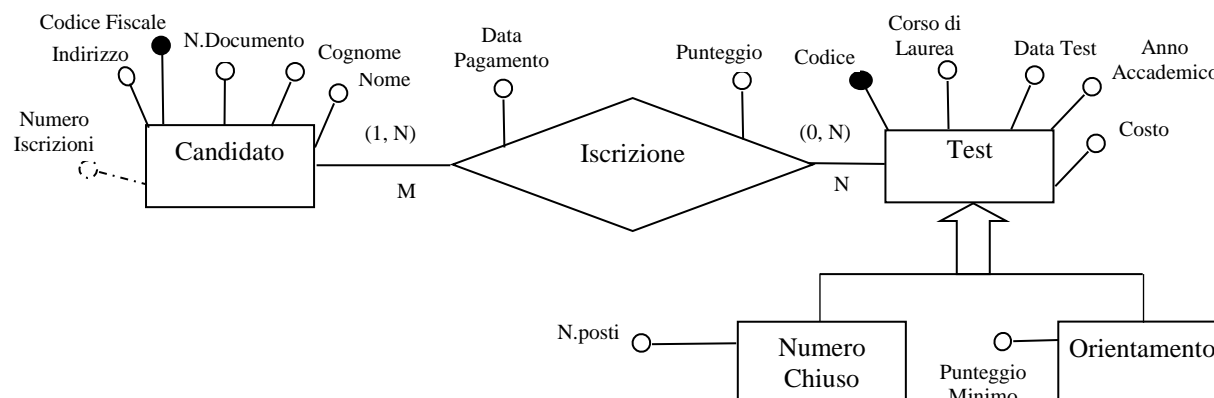 Codice Fiscale
Indirizzo
N.Documento
Cognome
Nome
Numero
Iscrizioni
Candidato
(1, N)
M
Data
Pagamento
Iscrizione
Punteggio
(0, N)
N
Codice
Corso di
Laurea
Data Test
Anno
Accademico
Costo
Test
N.posti
Numero
Chiuso
Punteggio
Minimo
Orientamento